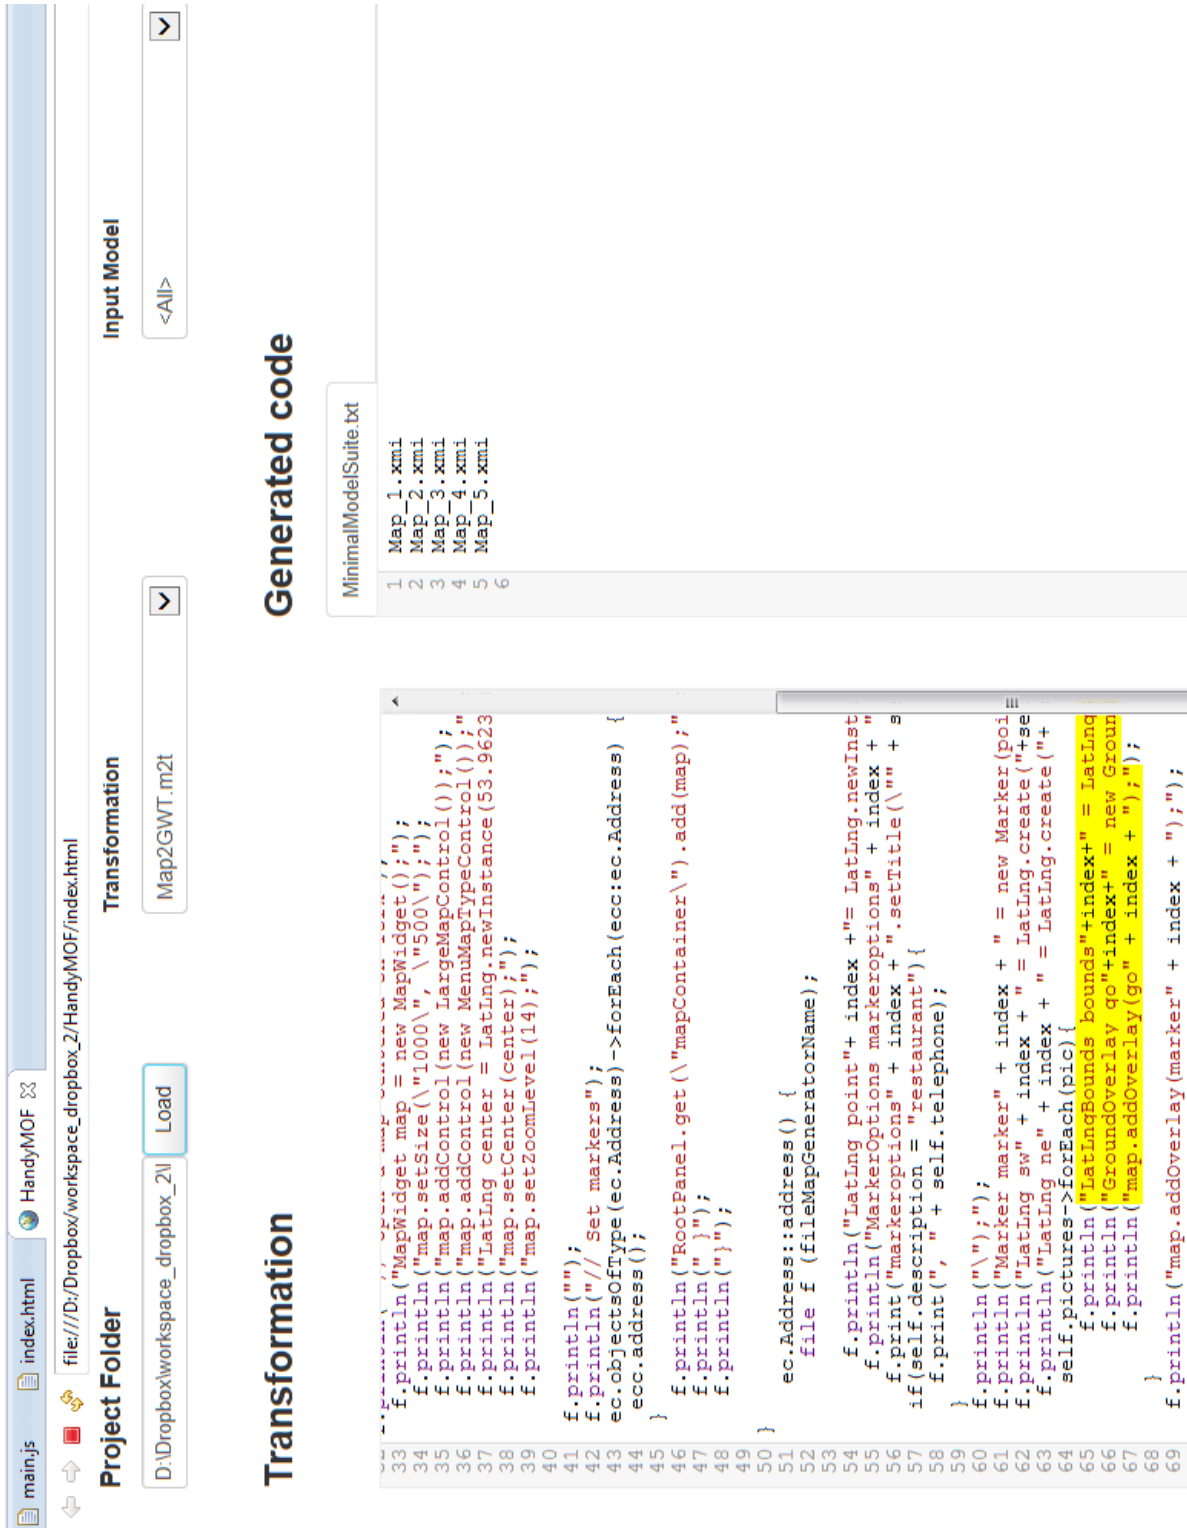 main.js
index.html
HandyMOF
file:///D:/Dropbox/workspace_dropbox_2/HandyMOF/index.html
Project Folder
Transformation
Input Model
D:\Dropbox\workspace_dropbox_2\I
Load
Map2GWT.m2t
<All>
Transformation
33 f.println("MapWidget map = new MapWidget();");
34 f.println("map.setSize(\"1000\", \"500\");");
35 f.println("map.addControl(new LargeMapControl());");
36 f.println("map.addControl(new MenuMapTypeControl());"
37 f.println("LatLng center = LatLng.newInstance(53.9623
38 f.println("map.setCenter(center);");
39 f.println("map.setZoomLevel(14);");
40
41 f.println("");
42 f.println("// Set markers");
43 ec.objectsOfType(ec.Address)->forEach(ecc:ec.Address) {
44 ecc.address();
45 }
46 f.println("RootPanel.get(\"mapContainer\").add(map);"
47 f.println(" }");
48 f.println("}");
49
50 }
51 ec.Address::address() {
52 file f (fileMapGeneratorName);
53
54 f.println("LatLng point"+ index +"= LatLng.newInst
55 f.println("MarkerOptions markeroptions" + index + "
56 f.print("markeroptions" + index + ".setTitle(\"" + s
57 if(self.description = "restaurant"){
58 f.print(", " + self.telephone);
59 }
60 f.println("\");");
61 f.println("Marker marker" + index + " = new Marker(poi
62 f.println("LatLng sw" + index + " = LatLng.create("+se
63 f.println("LatLng ne" + index + " = LatLng.create("+
64 self.pictures->forEach(pic){
65 f.println("LatLngBounds bounds"+index+" = LatLng
66 f.println("GroundOverlay go"+index+" = new Groun
67 f.println("map.addOverlay(go" + index + ");");
68 }
69 f.println("map.addOverlay(marker" + index + ");");
Generated code
MinimalModelSuite.txt
1 Map_1.xmi
2 Map_2.xmi
3 Map_3.xmi
4 Map_4.xmi
5 Map_5.xmi
6